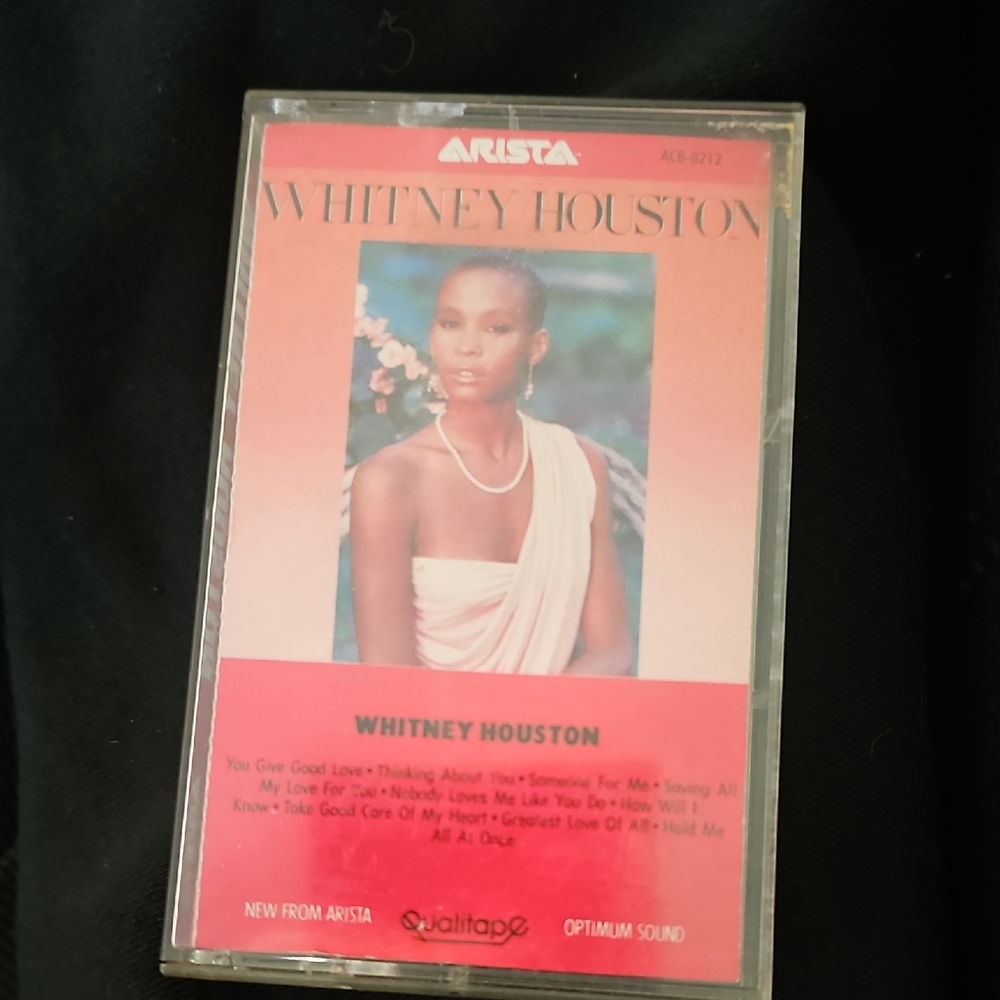 ARISTA
AC8-8212
WHITNEY HOUSTON
WHITNEY HOUSTON
You Give Good Love • Thinking About You • Someone For Me • Saving All
My Love For You • Nobody Loves Me Like You Do • How Will I
Know • Take Good Care Of My Heart • Greatest Love Of All • Hold Me
All At Once
NEW FROM ARISTA
Qualitape
OPTIMUM SOUND